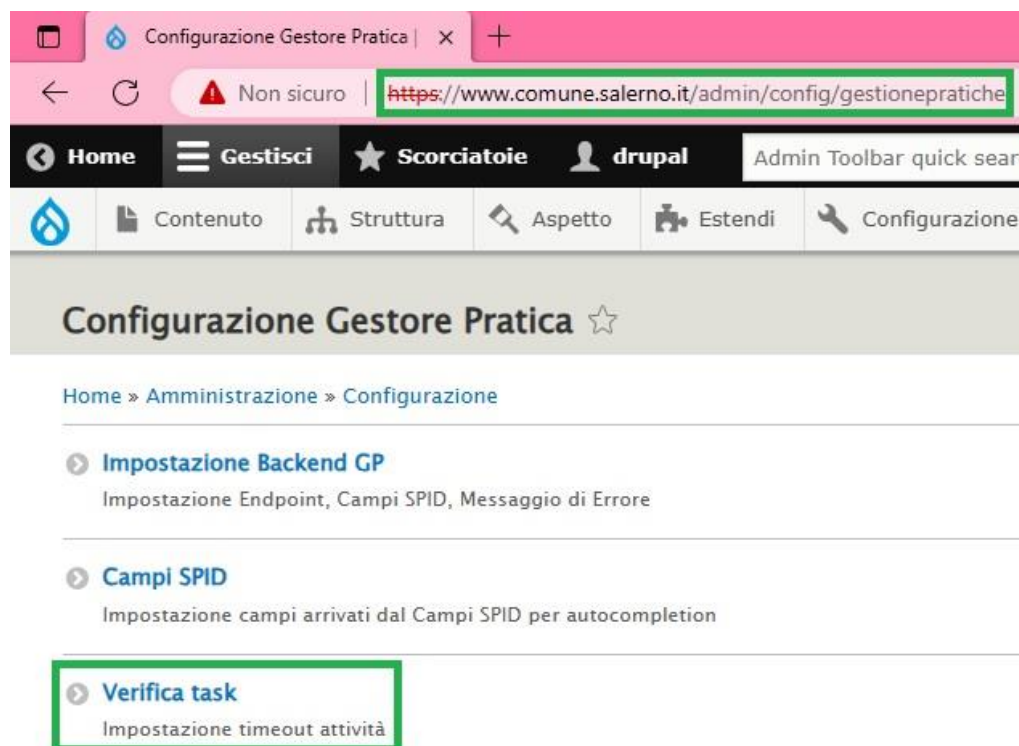 Configurazione Gestore Pratica |
Non sicuro https://www.comune.salerno.it/admin/config/gestionepratiche
Home Gestisci Scorciatoie drupal Admin Toolbar quick sear
Contenuto Struttura Aspetto Estendi Configurazione
Configurazione Gestore Pratica
Home » Amministrazione » Configurazione
Impostazione Backend GP
Impostazione Endpoint, Campi SPID, Messaggio di Errore
Campi SPID
Impostazione campi arrivati dal Campi SPID per autocompletion
Verifica task
Impostazione timeout attività